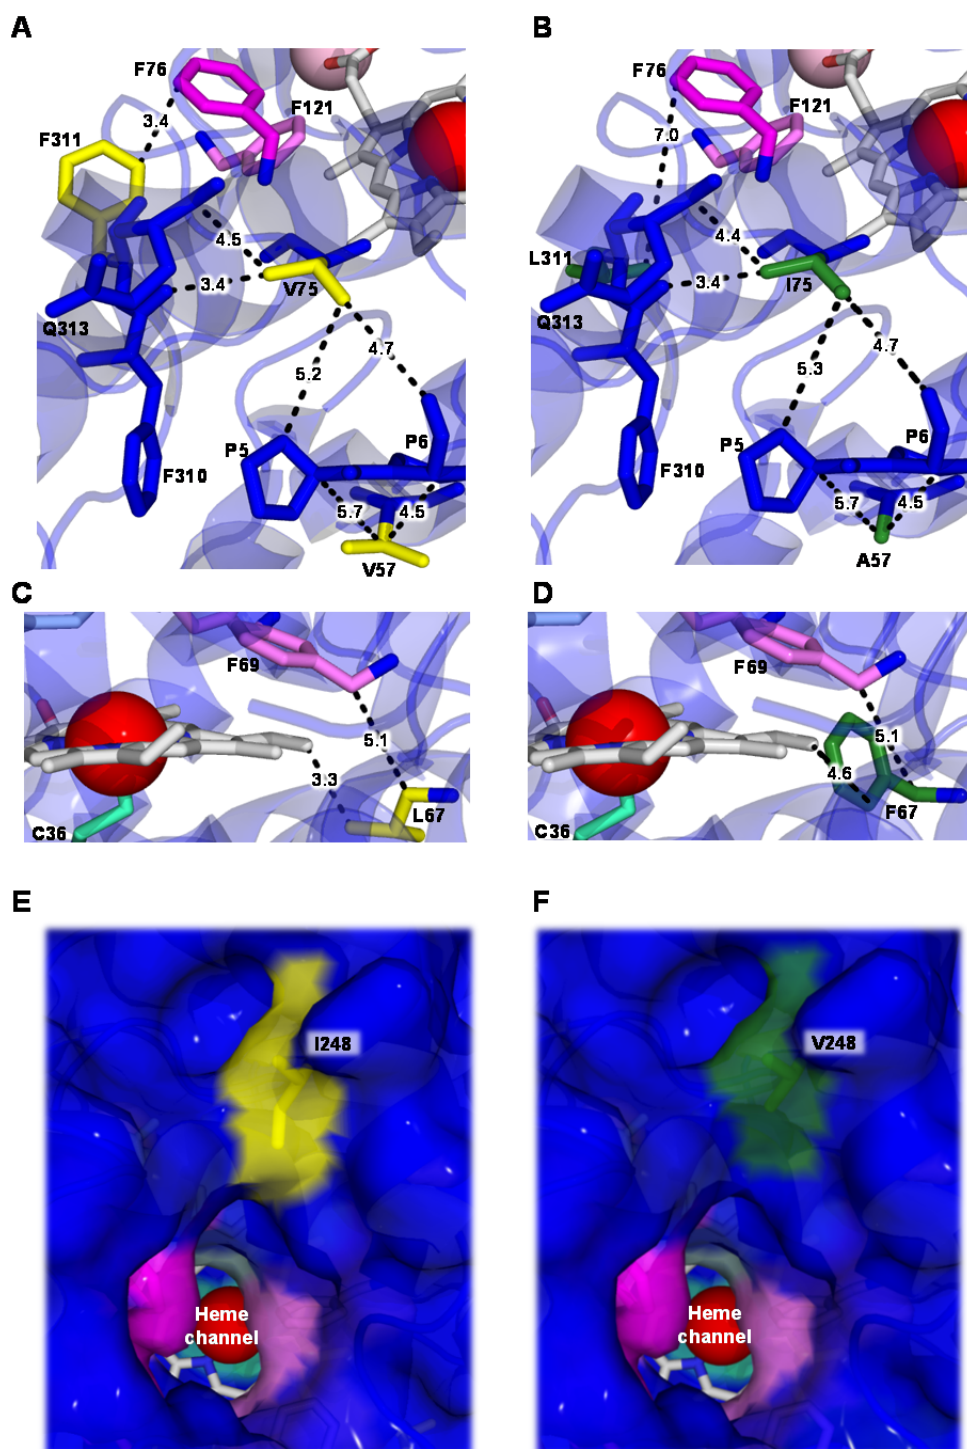 A
F76
3.4
F121
F311
4.5
3.4
V75
Q313
4.7
5.2
P5
P6
F310
5.7
4.5
V57
B
F76
F121
7.0
L311
4.4
3.4
I75
Q313
4.7
5.3
P5
P6
F310
5.7
4.5
A57
C
F69
5.1
3.3
L67
C36
D
F69
5.1
4.6
F67
C36
E
I248
Heme
channel
F
V248
Heme
channel